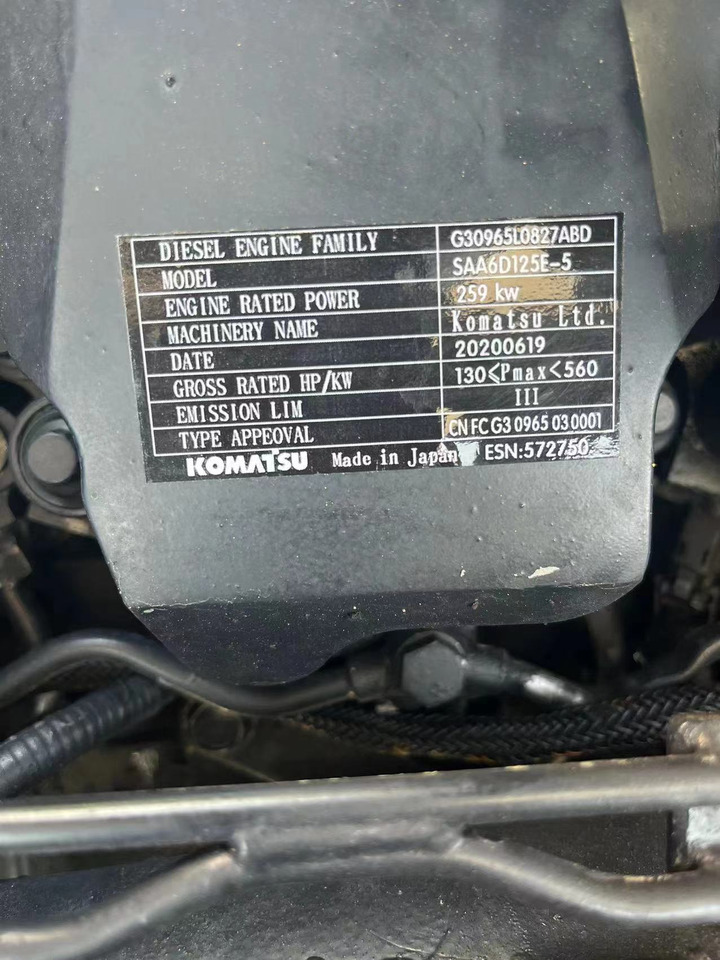 DIESEL ENGINE FAMILY G30965L0827ABD
MODEL SAA6D125E-5
ENGINE RATED POWER 259 kw
MACHINERY NAME Komatsu Ltd.
DATE 20200619
GROSS RATED HP/KW 130≤Pmax<560
EMISSION LIM III
TYPE APPEOVAL CN FC G3 0965 03 0001
KOMATSU Made in Japan ESN:572750